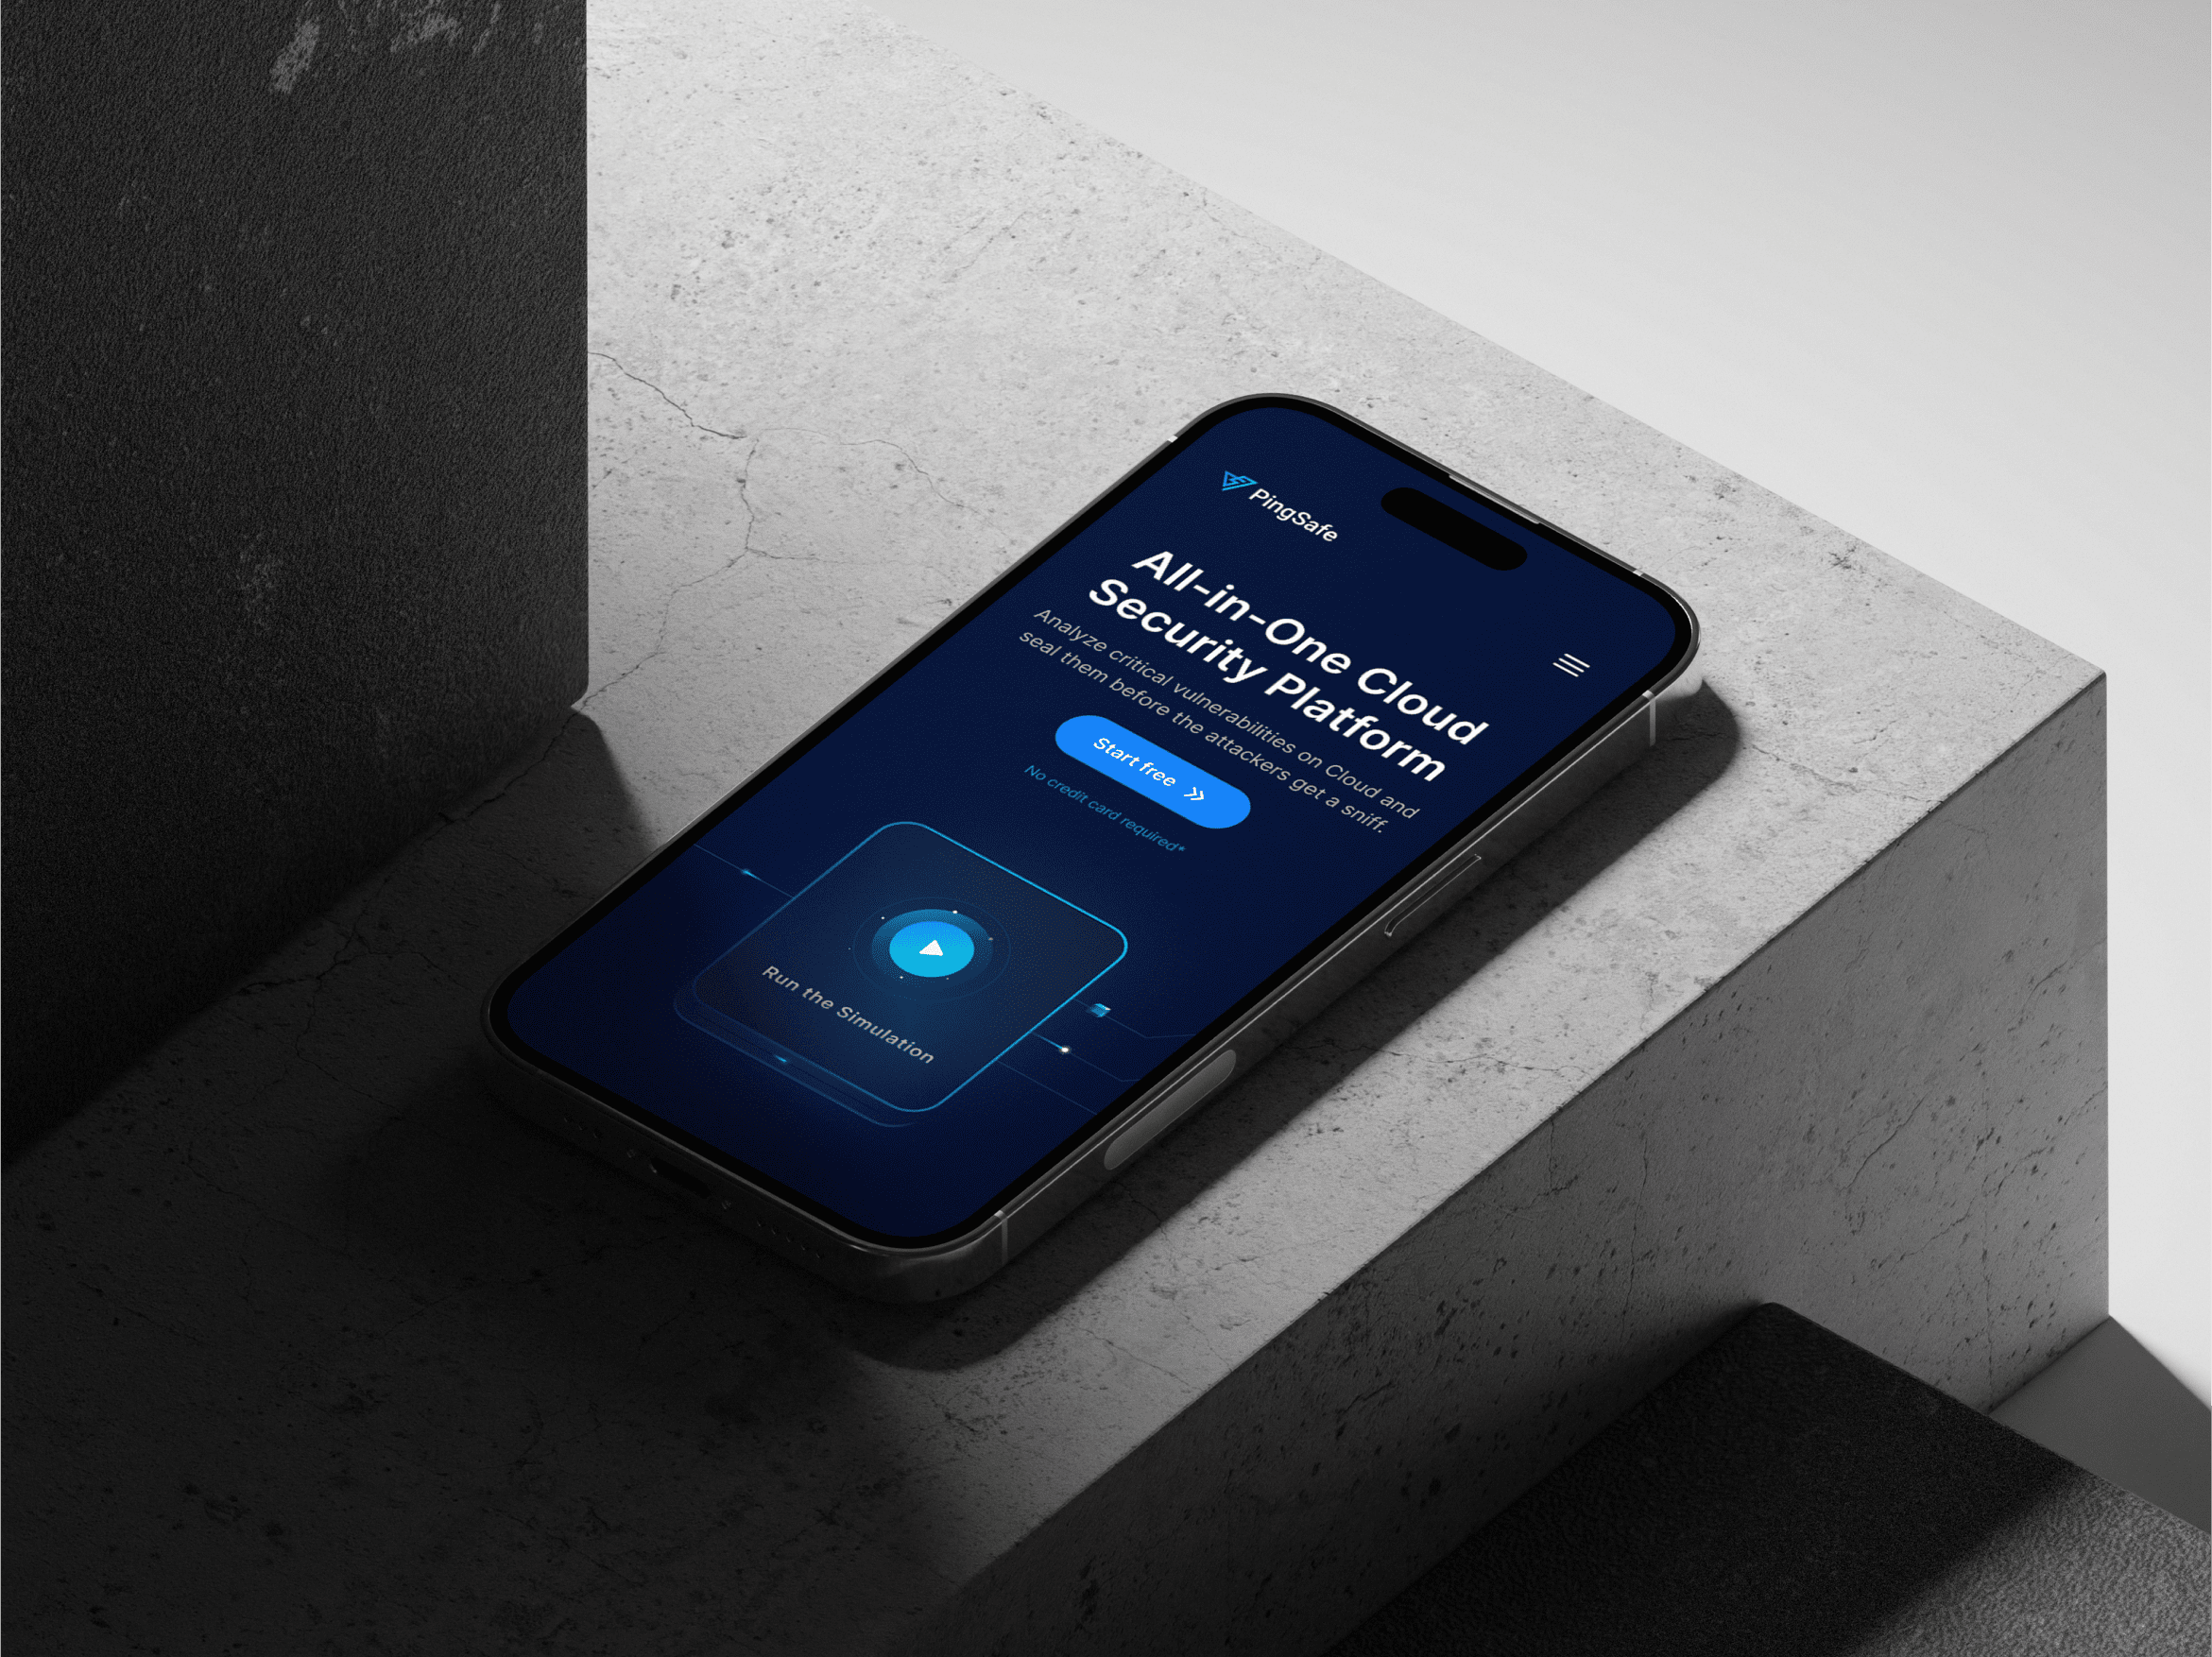 PingSafe
All-in-One Cloud
Security Platform
Analyze critical vulnerabilities on Cloud and
seal them before the attackers get a sniff.
Start free
No credit card required*
Run the Simulation